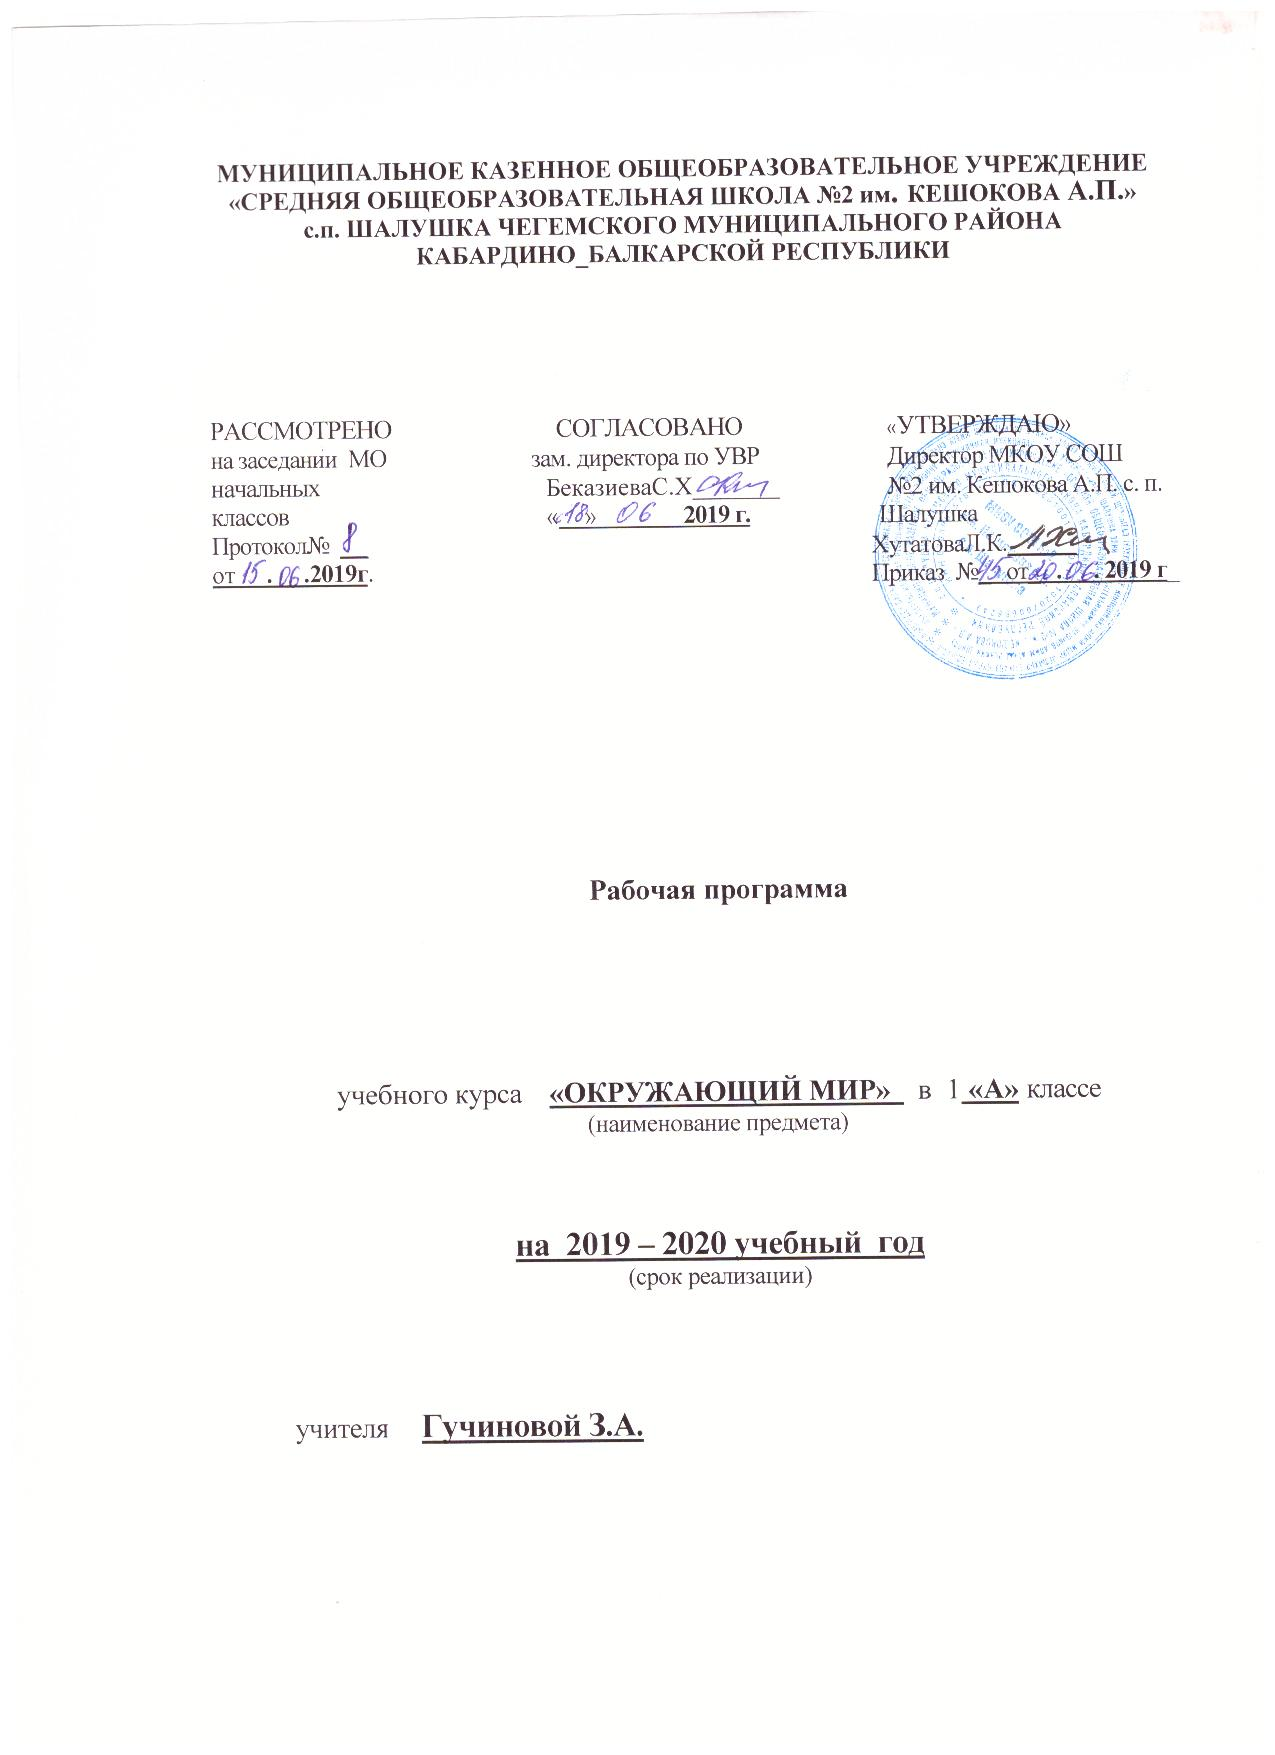 МУНИЦИПАЛЬНОЕ КАЗЕННОЕ ОБЩЕОБРАЗОВАТЕЛЬНОЕ УЧРЕЖДЕНИЕ
«СРЕДНЯЯ ОБЩЕОБРАЗОВАТЕЛЬНАЯ ШКОЛА №2 им. КЕШОКОВА А.П.»
с.п. ШАЛУШКА ЧЕГЕМСКОГО МУНИЦИПАЛЬНОГО РАЙОНА
КАБАРДИНО_БАЛКАРСКОЙ РЕСПУБЛИКИ
РАССМОТРЕНО
на заседании МО
начальных
классов
Протокол№ 8
от 15.06.2019г.
СОГЛАСОВАНО
зам. директора по УВР
БеказиеваС.Х
«18» 06 2019 г.
«УТВЕРЖДАЮ»
Директор МКОУ СОШ
№2 им. Кешокова А.П. с. п.
Шалушка
ХутатоваЛ.К.
Приказ №45 от 20.06. 2019 г
Рабочая программа
учебного курса «ОКРУЖАЮЩИЙ МИР» в 1 «А» классе
(наименование предмета)
на 2019 – 2020 учебный год
(срок реализации)
учителя Гучиновой З.А.